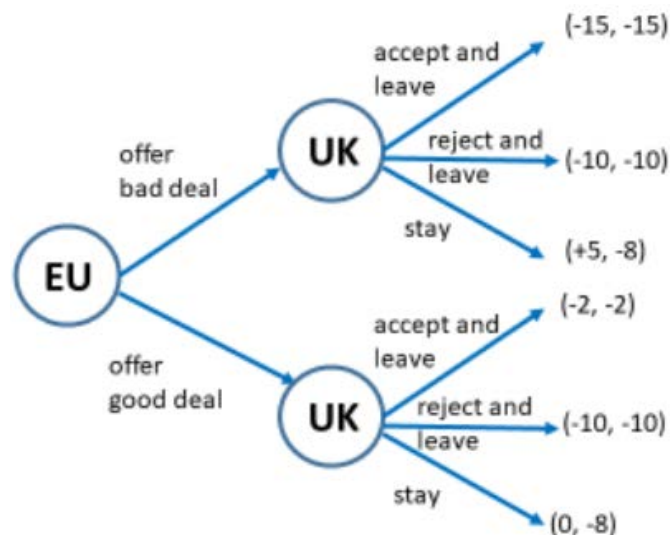 (-15, -15)
accept and
leave
UK
reject and
leave
(-10, -10)
offer
bad deal
stay
(+5, -8)
EU
(-2, -2)
accept and
leave
offer
good deal
UK
reject and
leave
(-10, -10)
stay
(0, -8)